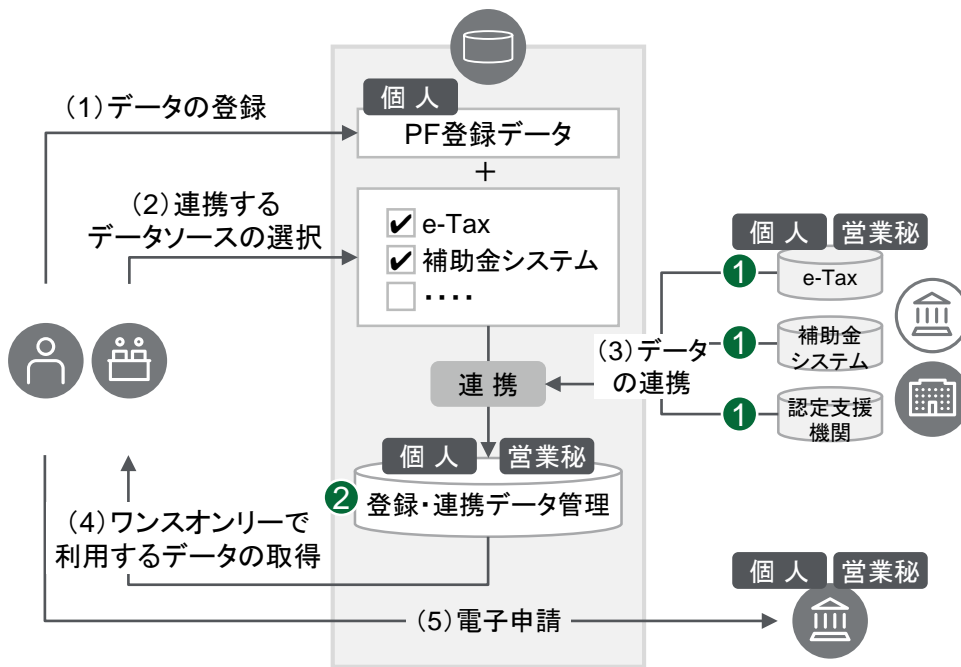 (1)データの登録
個 人
PF登録データ
+
(2)連携する
データソースの選択
✔ e-Tax
✔ 補助金システム
・・・・
連 携
(3)データ
の連携
個 人
営業秘
1
e-Tax
1
補助金
システム
1
認定支援
機関
個 人
営業秘
2
登録・連携データ管理
(4)ワンスオンリーで
利用するデータの取得
個 人
営業秘
(5)電子申請